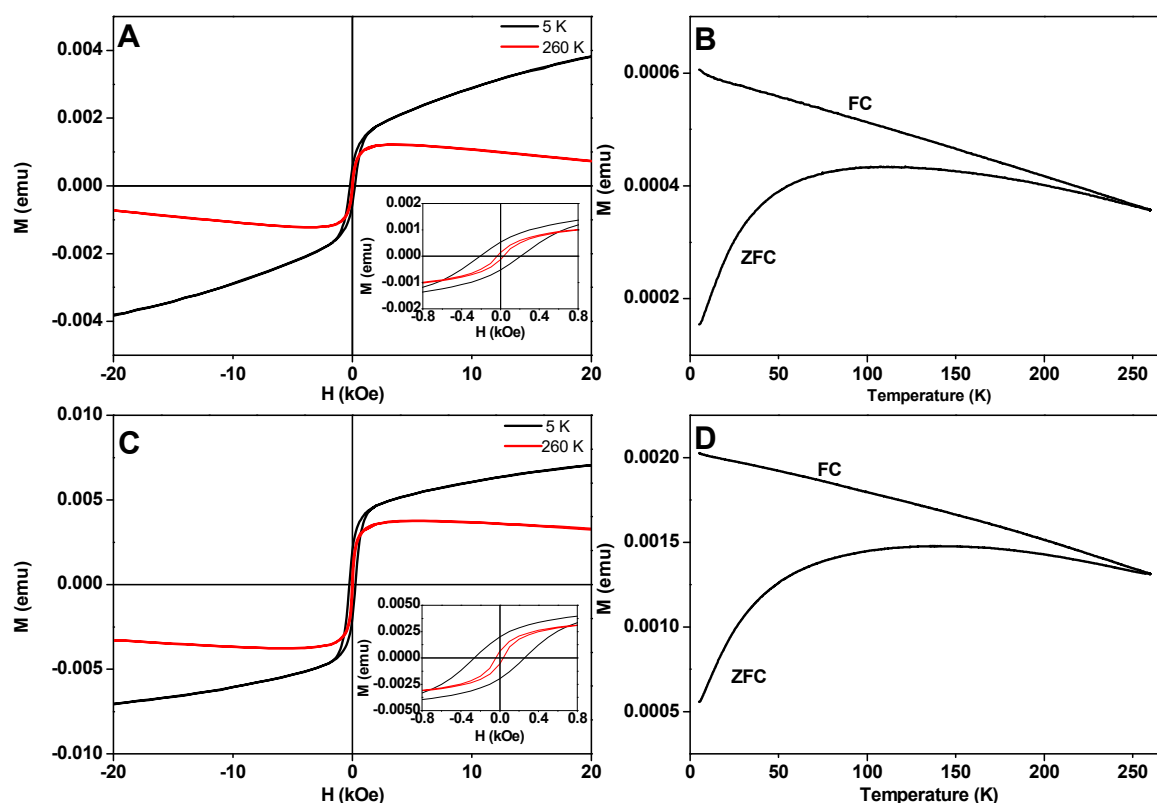 A
5 K
260 K
0.004
0.002
0.000
-0.002
-0.004
M (emu)
-20 -10 0 10 20
H (kOe)
0.002
0.001
0.000
-0.001
-0.002
M (emu)
-0.8 -0.4 0.0 0.4 0.8
H (kOe)
B
FC
ZFC
0.0006
0.0004
0.0002
M (emu)
0 50 100 150 200 250
Temperature (K)
C
5 K
260 K
0.010
0.005
0.000
-0.005
-0.010
M (emu)
-20 -10 0 10 20
H (kOe)
0.0050
0.0025
0.0000
-0.0025
-0.0050
M (emu)
-0.8 -0.4 0.0 0.4 0.8
H (kOe)
D
FC
ZFC
0.0020
0.0015
0.0010
0.0005
M (emu)
0 50 100 150 200 250
Temperature (K)